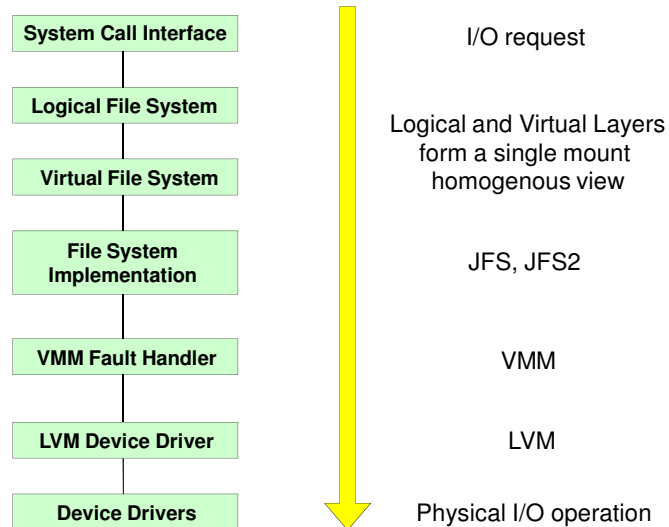 System Call Interface
I/O request
Logical File System
Logical and Virtual Layers
form a single mount
homogenous view
Virtual File System
File System
Implementation
JFS, JFS2
VMM Fault Handler
VMM
LVM Device Driver
LVM
Device Drivers
Physical I/O operation